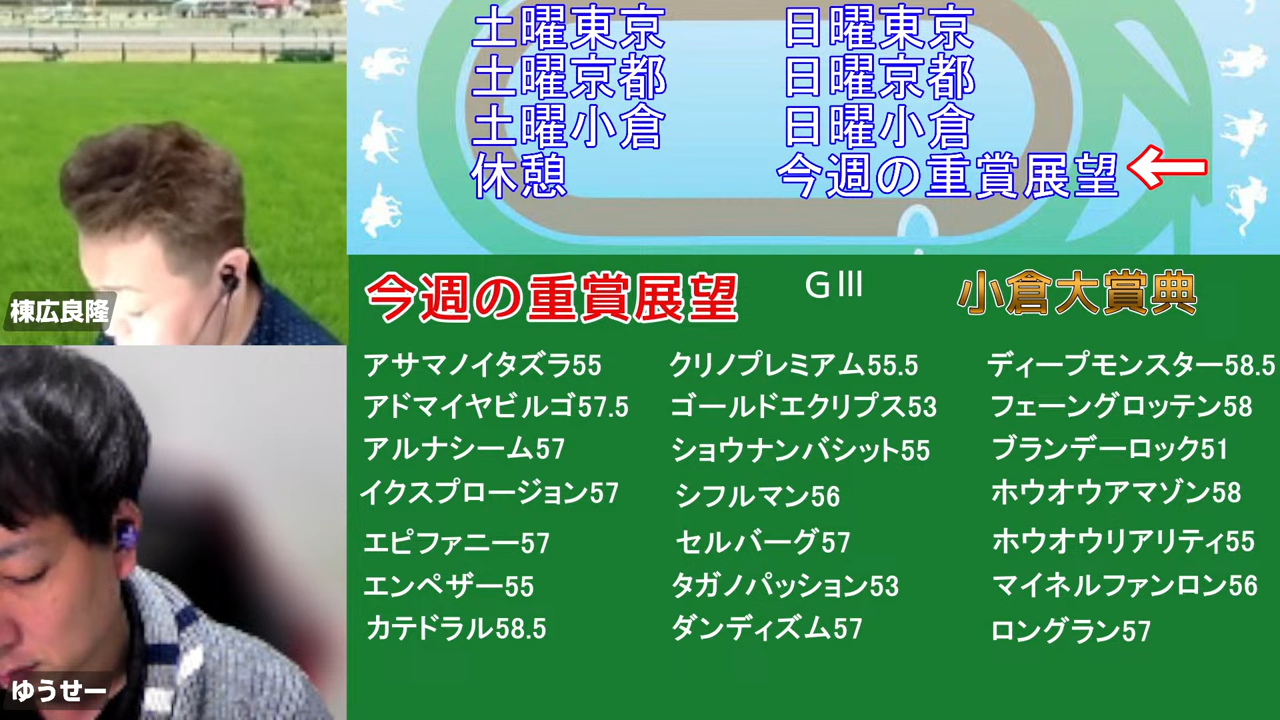 土曜東京
日曜東京
土曜京都
日曜京都
土曜小倉
日曜小倉
休憩
今週の重賞展望
棟広良隆
ゆうせー
今週の重賞展望
GⅢ
小倉大賞典
アサマノイタズラ55
アドマイヤビルゴ57.5
アルナシーム57
イクスプロージョン57
エピファニー57
エンペザー55
カテドラル58.5
クリノプレミアム55.5
ゴールドエクリプス53
ショウナンバシット55
シフルマン56
セルバーグ57
タガノパッション53
ダンディズム57
ディープモンスター58.5
フェーングロッテン58
ブランデーロック51
ホウオウアマゾン58
ホウオウリアリティ55
マイネルファンロン56
ロングラン57